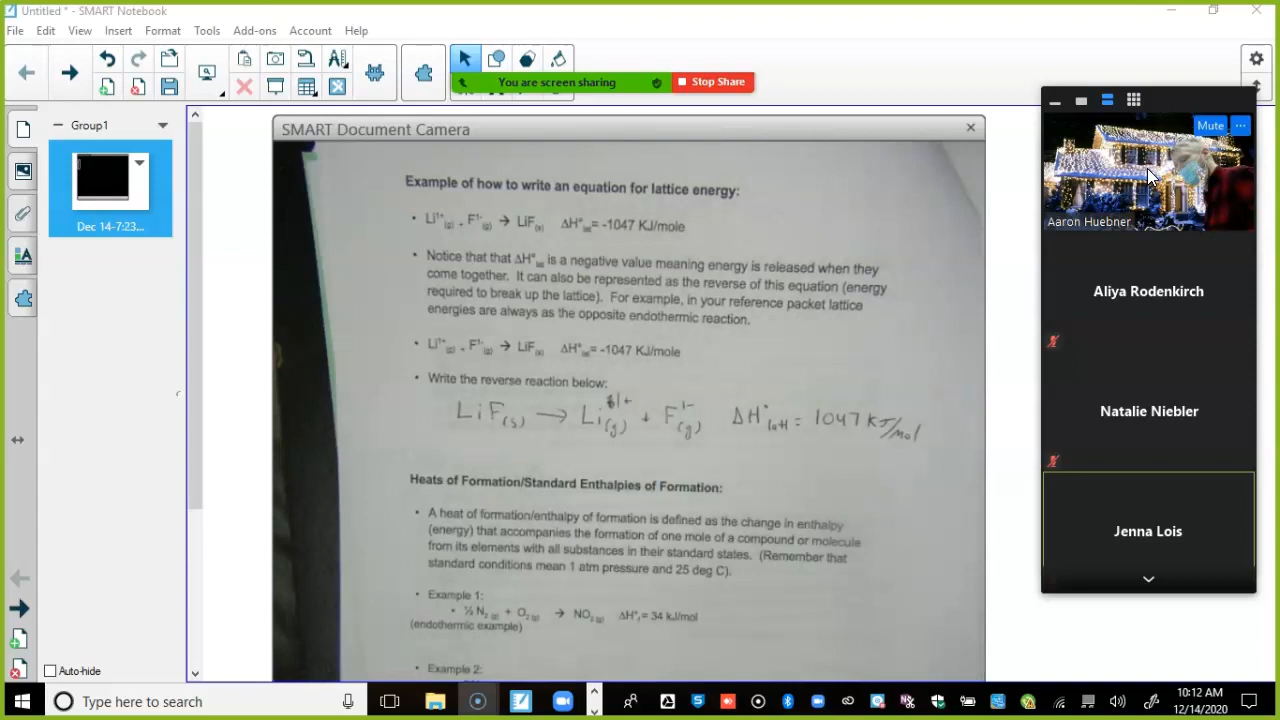 Untitled * - SMART Notebook
File Edit View Insert Format Tools Add-ons Account Help
You are screen sharing
Stop Share
Group1
Dec 14-7:23...
SMART Document Camera
Example of how to write an equation for lattice energy:
• Li¹⁺(g) + F¹⁻(g) → LiF(s) ΔH°latt= -1047 KJ/mole
• Notice that that ΔH°latt is a negative value meaning energy is released when they
come together. It can also be represented as the reverse of this equation (energy
required to break up the lattice). For example, in your reference packet lattice
energies are always as the opposite endothermic reaction.
• Li¹⁺(g) + F¹⁻(g) → LiF(s) ΔH°latt= -1047 KJ/mole
• Write the reverse reaction below:
LiF(s) → Li¹⁺(g) + F¹⁻(g) ΔH°latt = 1047 KJ/mol
Heats of Formation/Standard Enthalpies of Formation:
• A heat of formation/enthalpy of formation is defined as the change in enthalpy
(energy) that accompanies the formation of one mole of a compound or molecule
from its elements with all substances in their standard states. (Remember that
standard conditions mean 1 atm pressure and 25 deg C).
• Example 1:
• ½ N₂(g) + O₂(g) → NO₂(g) ΔH°f = 34 kJ/mol
(endothermic example)
• Example 2:
Mute
Aaron Huebner
Aliya Rodenkirch
Natalie Niebler
Jenna Lois
Auto-hide
Type here to search
10:12 AM
12/14/2020